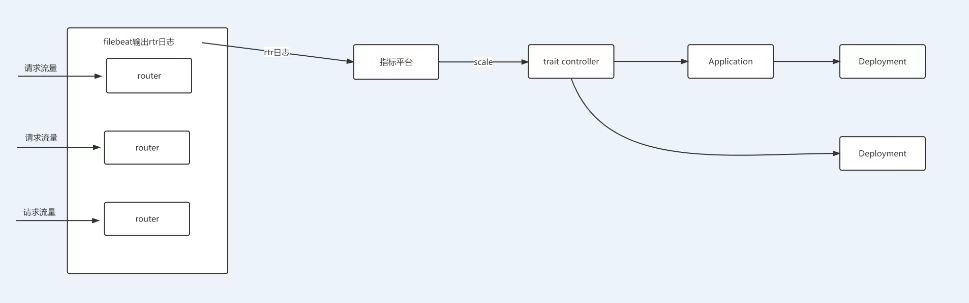 filebeat输出rtr日志
rtr日志
请求流量
router
指标平台
scale
trait controller
Application
Deployment
请求流量
router
Deployment
请求流量
router